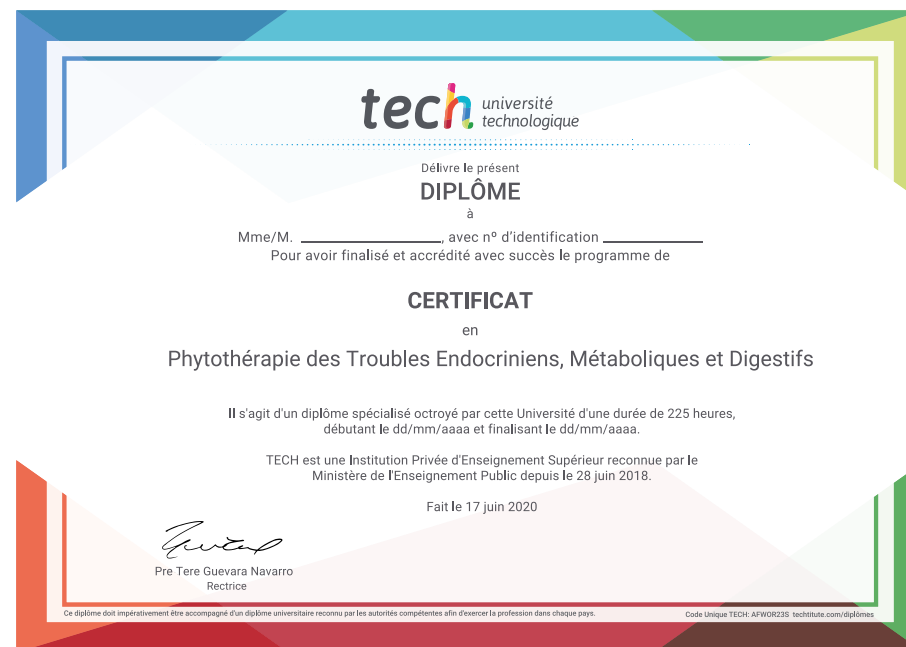 tech université
technologique
Délivre le présent
DIPLÔME
à
Mme/M. ____________________, avec nº d'identification ______________
Pour avoir finalisé et accrédité avec succès le programme de
CERTIFICAT
en
Phytothérapie des Troubles Endocriniens, Métaboliques et Digestifs
Il s'agit d'un diplôme spécialisé octroyé par cette Université d'une durée de 225 heures,
débutant le dd/mm/aaaa et finalisant le dd/mm/aaaa.
TECH est une Institution Privée d'Enseignement Supérieur reconnue par le
Ministère de l'Enseignement Public depuis le 28 juin 2018.
Fait le 17 juin 2020
Pre Tere Guevara Navarro
Rectrice
Ce diplôme doit impérativement être accompagné d'un diplôme universitaire reconnu par les autorités compétentes afin d'exercer la profession dans chaque pays.
Code Unique TECH: AFWOR23S techtitute.com/diplômes